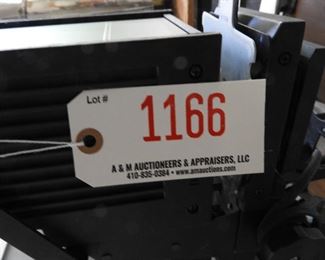 Lot #
1166
A & M AUCTIONEERS & APPRAISERS, LLC
410-835-0384 • www.amauctions.com